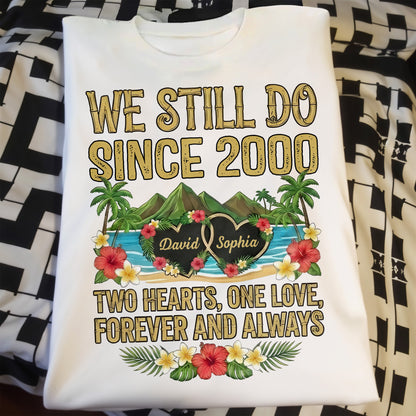 WE STILL DO
SINCE 2000
David Sophia
TWO HEARTS, ONE LOVE,
FOREVER AND ALWAYS